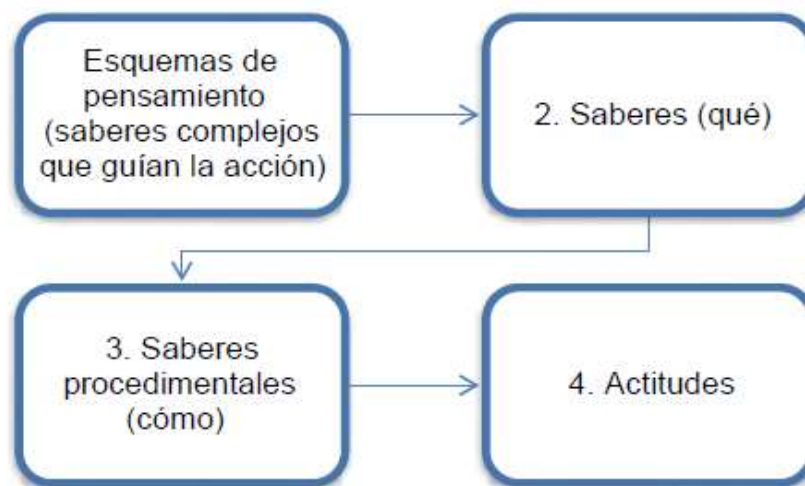 Esquemas de
pensamiento
(saberes complejos
que guían la acción)
2. Saberes (qué)
3. Saberes
procedimentales
(cómo)
4. Actitudes